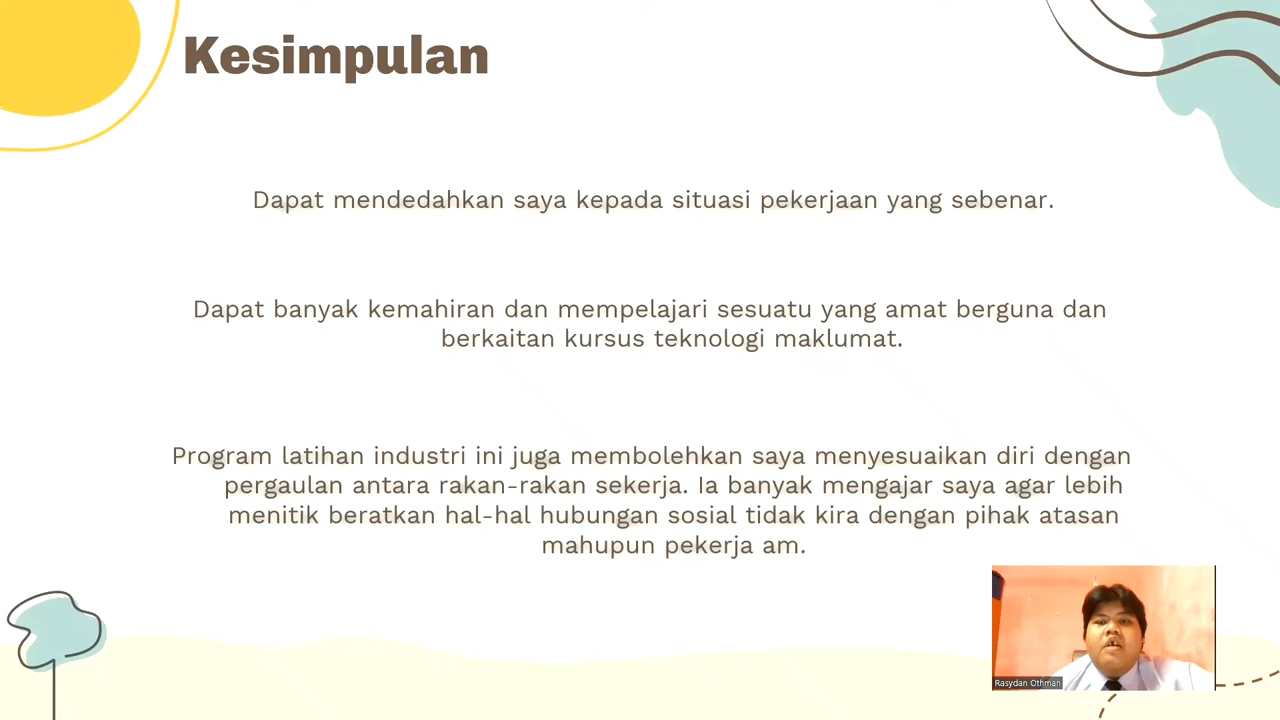 Kesimpulan
Dapat mendedahkan saya kepada situasi pekerjaan yang sebenar.
Dapat banyak kemahiran dan mempelajari sesuatu yang amat berguna dan
berkaitan kursus teknologi maklumat.
Program latihan industri ini juga membolehkan saya menyesuaikan diri dengan
pergaulan antara rakan-rakan sekerja. Ia banyak mengajar saya agar lebih
menitik beratkan hal-hal hubungan sosial tidak kira dengan pihak atasan
mahupun pekerja am.
Rasydan Othman